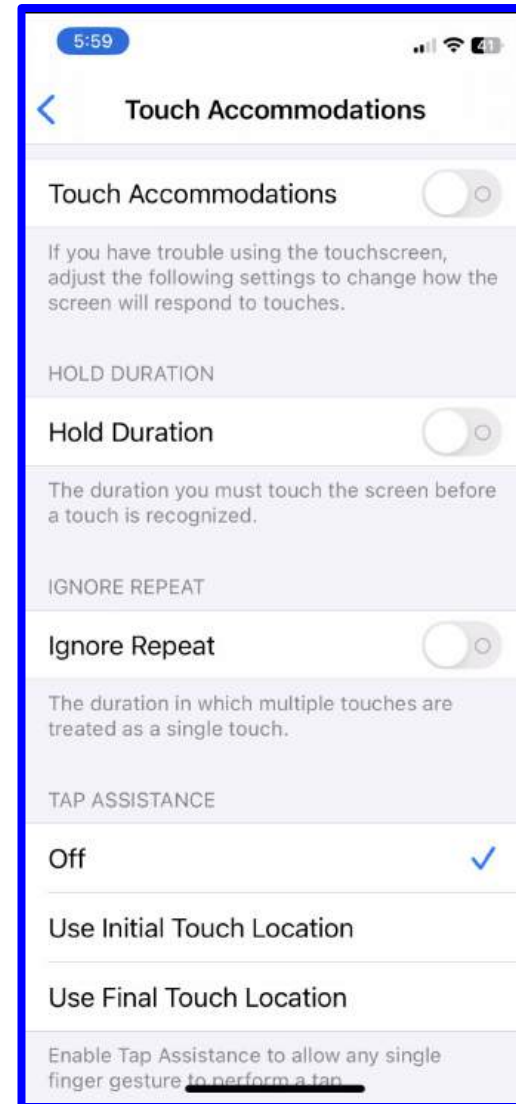 5:59
41
Touch Accommodations
Touch Accommodations
If you have trouble using the touchscreen,
adjust the following settings to change how the
screen will respond to touches.
HOLD DURATION
Hold Duration
The duration you must touch the screen before
a touch is recognized.
IGNORE REPEAT
Ignore Repeat
The duration in which multiple touches are
treated as a single touch.
TAP ASSISTANCE
Off
Use Initial Touch Location
Use Final Touch Location
Enable Tap Assistance to allow any single
finger gesture to perform a tap